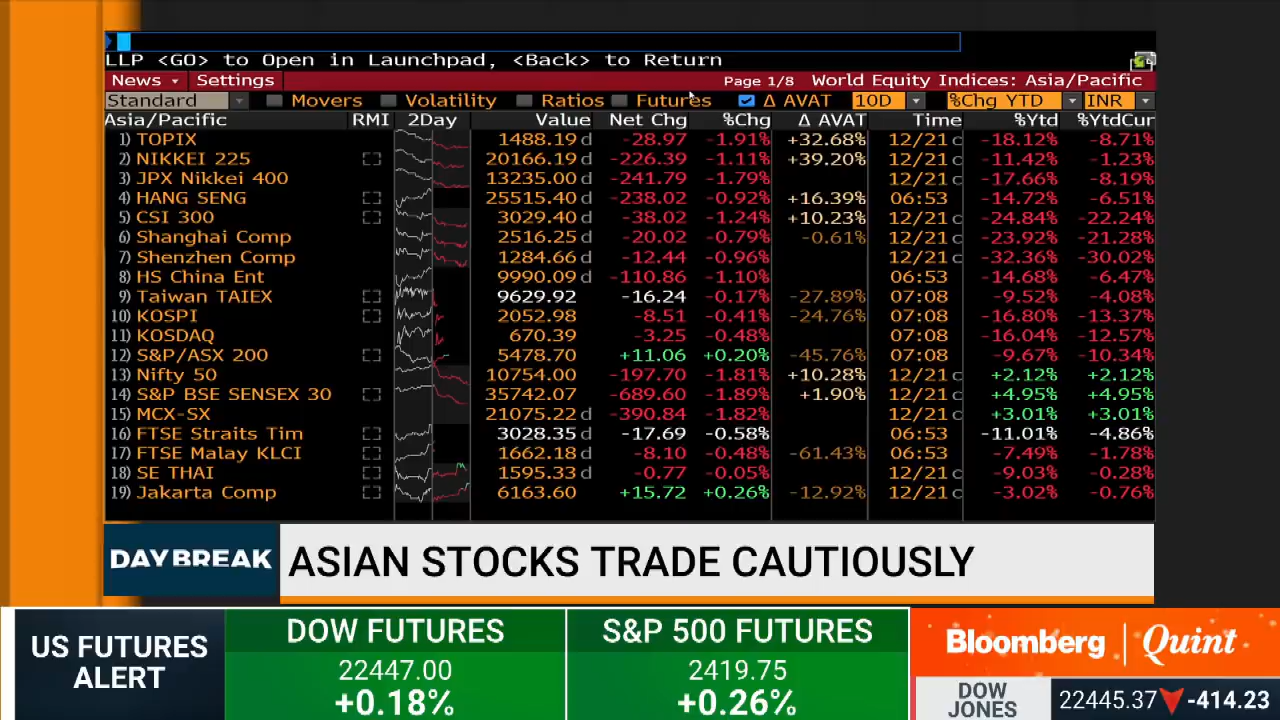 LLP <GO> to Open in Launchpad, <Back> to Return
News Settings Page 1/8 World Equity Indices: Asia/Pacific
Standard Movers Volatility Ratios Futures Δ AVAT 10D %Chg YTD INR
Asia/Pacific RMI 2Day Value Net Chg %Chg Δ AVAT Time %Ytd %YtdCur
1) TOPIX 1488.19 d -28.97 -1.91% +32.68% 12/21 c -18.12% -8.71%
2) NIKKEI 225 20166.19 d -226.39 -1.11% +39.20% 12/21 c -11.42% -1.23%
3) JPX Nikkei 400 13235.00 d -241.79 -1.79% 12/21 c -17.66% -8.19%
4) HANG SENG 25515.40 d -238.02 -0.92% +16.39% 06:53 -14.72% -6.51%
5) CSI 300 3029.40 d -38.02 -1.24% +10.23% 12/21 c -24.84% -22.24%
6) Shanghai Comp 2516.25 d -20.02 -0.79% -0.61% 12/21 c -23.92% -21.28%
7) Shenzhen Comp 1284.66 d -12.44 -0.96% 12/21 c -32.36% -30.02%
8) HS China Ent 9990.09 d -110.86 -1.10% 06:53 -14.68% -6.47%
9) Taiwan TAIEX 9629.92 -16.24 -0.17% -27.89% 07:08 -9.52% -4.08%
10) KOSPI 2052.98 -8.51 -0.41% -24.76% 07:08 -16.80% -13.37%
11) KOSDAQ 670.39 -3.25 -0.48% 07:08 -16.04% -12.57%
12) S&P/ASX 200 5478.70 +11.06 +0.20% -45.76% 07:08 -9.67% -10.34%
13) Nifty 50 10754.00 -197.70 -1.81% +10.28% 12/21 c +2.12% +2.12%
14) S&P BSE SENSEX 30 35742.07 -689.60 -1.89% +1.90% 12/21 c +4.95% +4.95%
15) MCX-SX 21075.22 d -390.84 -1.82% 12/21 c +3.01% +3.01%
16) FTSE Straits Tim 3028.35 d -17.69 -0.58% 06:53 -11.01% -4.86%
17) FTSE Malay KLCI 1662.18 d -8.10 -0.48% -61.43% 06:53 -7.49% -1.78%
18) SE THAI 1595.33 d -0.77 -0.05% 12/21 c -9.03% -0.28%
19) Jakarta Comp 6163.60 +15.72 +0.26% -12.92% 12/21 c -3.02% -0.76%
DAYBREAK ASIAN STOCKS TRADE CAUTIOUSLY
US FUTURES ALERT
DOW FUTURES
22447.00
+0.18%
S&P 500 FUTURES
2419.75
+0.26%
Bloomberg | Quint
DOW JONES 22445.37 -414.23